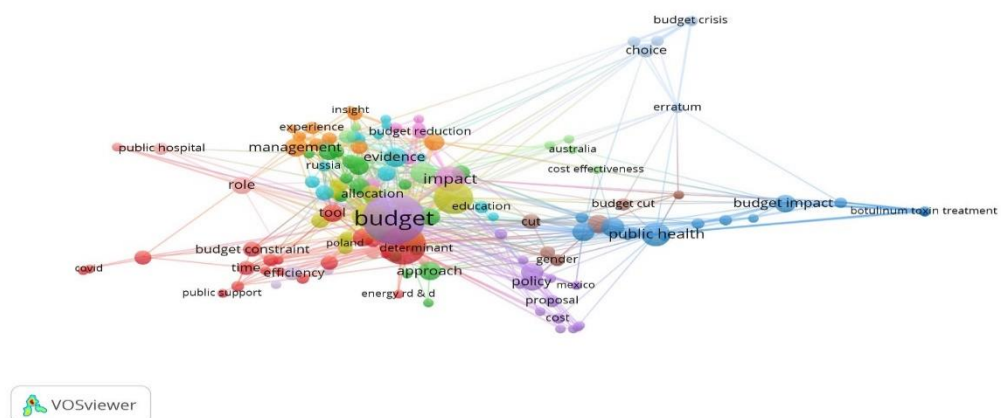 budget crisis
choice
erratum
insight
experience
budget reduction
management
public hospital
evidence
russia
australia
cost effectiveness
role
impact
allocation
education
tool
budget
budget cut
budget impact
cut
botulinum toxin treatment
public health
poland
determinant
budget constraint
gender
covid
time
efficiency
approach
policy
mexico
public support
energy rd & d
proposal
cost
VOSviewer